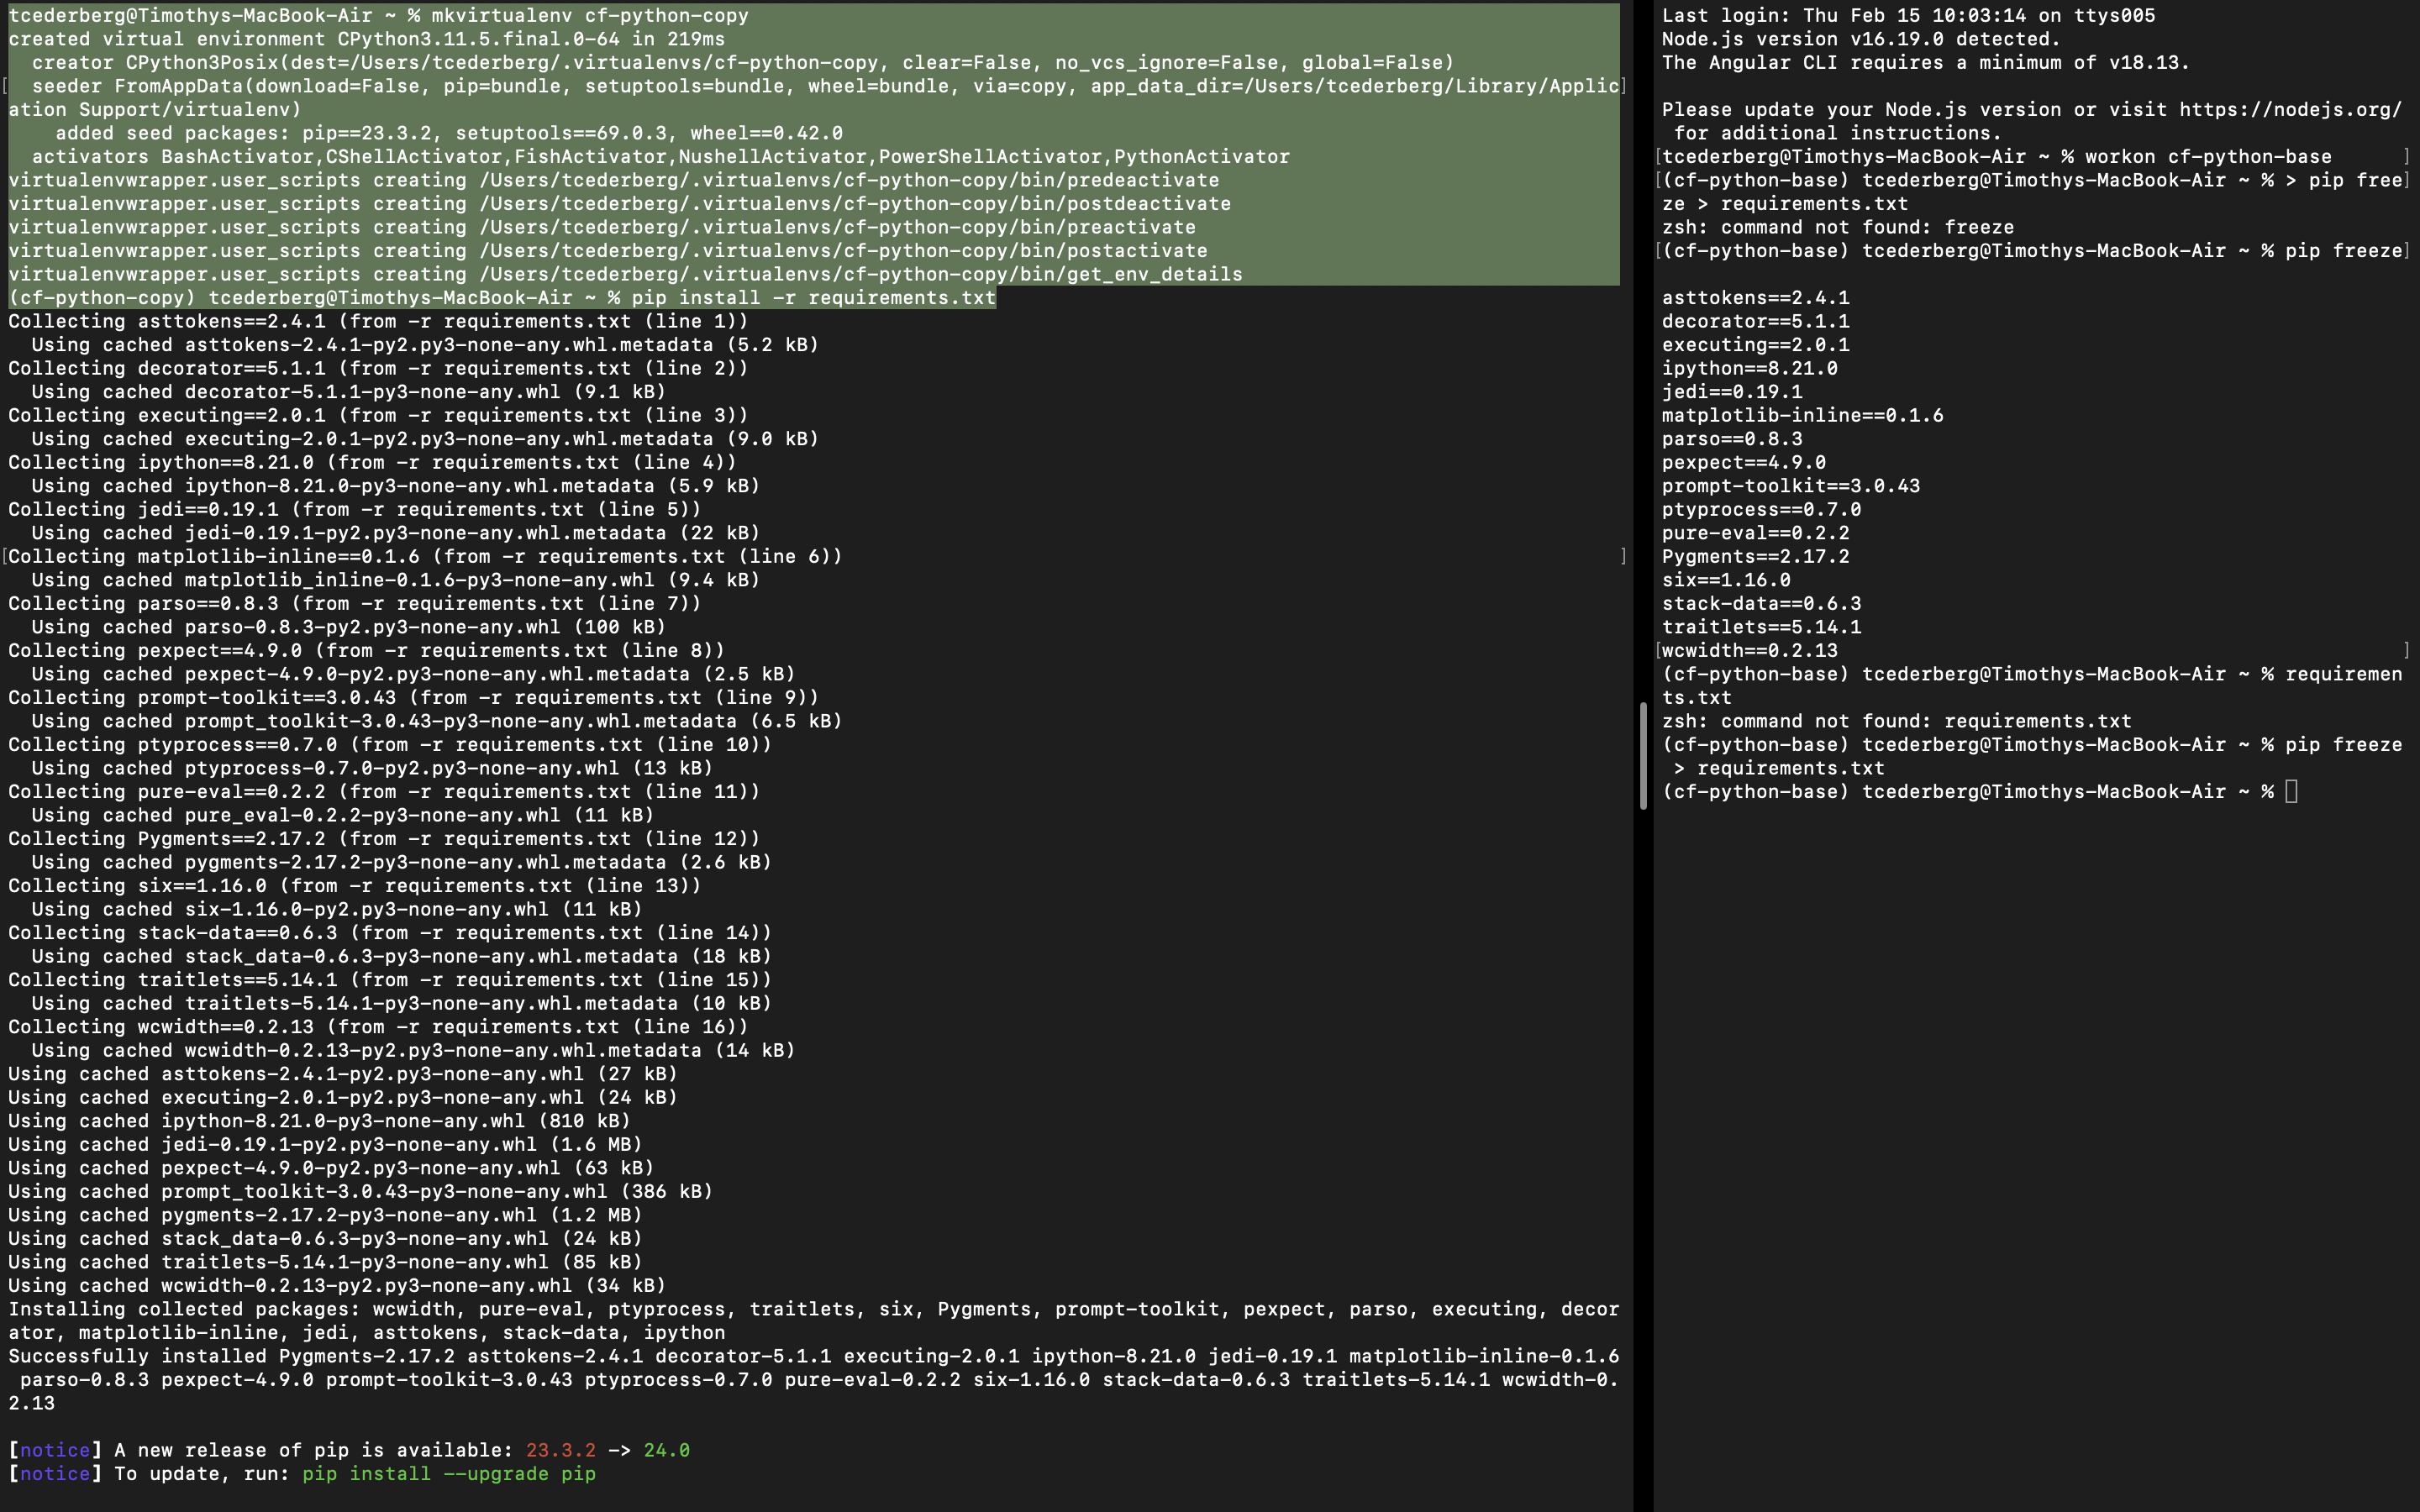 tcederberg@Timothys-MacBook-Air ~ % mkvirtualenv cf-python-copy
created virtual environment CPython3.11.5.final.0-64 in 219ms
  creator CPython3Posix(dest=/Users/tcederberg/.virtualenvs/cf-python-copy, clear=False, no_vcs_ignore=False, global=False)
[  seeder FromAppData(download=False, pip=bundle, setuptools=bundle, wheel=bundle, via=copy, app_data_dir=/Users/tcederberg/Library/Applic]
ation Support/virtualenv)
    added seed packages: pip==23.3.2, setuptools==69.0.3, wheel==0.42.0
  activators BashActivator,CShellActivator,FishActivator,NushellActivator,PowerShellActivator,PythonActivator
virtualenvwrapper.user_scripts creating /Users/tcederberg/.virtualenvs/cf-python-copy/bin/predeactivate
virtualenvwrapper.user_scripts creating /Users/tcederberg/.virtualenvs/cf-python-copy/bin/postdeactivate
virtualenvwrapper.user_scripts creating /Users/tcederberg/.virtualenvs/cf-python-copy/bin/preactivate
virtualenvwrapper.user_scripts creating /Users/tcederberg/.virtualenvs/cf-python-copy/bin/postactivate
virtualenvwrapper.user_scripts creating /Users/tcederberg/.virtualenvs/cf-python-copy/bin/get_env_details
(cf-python-copy) tcederberg@Timothys-MacBook-Air ~ % pip install -r requirements.txt
Collecting asttokens==2.4.1 (from -r requirements.txt (line 1))
  Using cached asttokens-2.4.1-py2.py3-none-any.whl.metadata (5.2 kB)
Collecting decorator==5.1.1 (from -r requirements.txt (line 2))
  Using cached decorator-5.1.1-py3-none-any.whl (9.1 kB)
Collecting executing==2.0.1 (from -r requirements.txt (line 3))
  Using cached executing-2.0.1-py2.py3-none-any.whl.metadata (9.0 kB)
Collecting ipython==8.21.0 (from -r requirements.txt (line 4))
  Using cached ipython-8.21.0-py3-none-any.whl.metadata (5.9 kB)
Collecting jedi==0.19.1 (from -r requirements.txt (line 5))
  Using cached jedi-0.19.1-py2.py3-none-any.whl.metadata (22 kB)
[Collecting matplotlib-inline==0.1.6 (from -r requirements.txt (line 6)) ]
  Using cached matplotlib_inline-0.1.6-py3-none-any.whl (9.4 kB)
Collecting parso==0.8.3 (from -r requirements.txt (line 7))
  Using cached parso-0.8.3-py2.py3-none-any.whl (100 kB)
Collecting pexpect==4.9.0 (from -r requirements.txt (line 8))
  Using cached pexpect-4.9.0-py2.py3-none-any.whl.metadata (2.5 kB)
Collecting prompt-toolkit==3.0.43 (from -r requirements.txt (line 9))
  Using cached prompt_toolkit-3.0.43-py3-none-any.whl.metadata (6.5 kB)
Collecting ptyprocess==0.7.0 (from -r requirements.txt (line 10))
  Using cached ptyprocess-0.7.0-py2.py3-none-any.whl (13 kB)
Collecting pure-eval==0.2.2 (from -r requirements.txt (line 11))
  Using cached pure_eval-0.2.2-py3-none-any.whl (11 kB)
Collecting Pygments==2.17.2 (from -r requirements.txt (line 12))
  Using cached pygments-2.17.2-py3-none-any.whl.metadata (2.6 kB)
Collecting six==1.16.0 (from -r requirements.txt (line 13))
  Using cached six-1.16.0-py2.py3-none-any.whl (11 kB)
Collecting stack-data==0.6.3 (from -r requirements.txt (line 14))
  Using cached stack_data-0.6.3-py3-none-any.whl.metadata (18 kB)
Collecting traitlets==5.14.1 (from -r requirements.txt (line 15))
  Using cached traitlets-5.14.1-py3-none-any.whl.metadata (10 kB)
Collecting wcwidth==0.2.13 (from -r requirements.txt (line 16))
  Using cached wcwidth-0.2.13-py2.py3-none-any.whl.metadata (14 kB)
Using cached asttokens-2.4.1-py2.py3-none-any.whl (27 kB)
Using cached executing-2.0.1-py2.py3-none-any.whl (24 kB)
Using cached ipython-8.21.0-py3-none-any.whl (810 kB)
Using cached jedi-0.19.1-py2.py3-none-any.whl (1.6 MB)
Using cached pexpect-4.9.0-py2.py3-none-any.whl (63 kB)
Using cached prompt_toolkit-3.0.43-py3-none-any.whl (386 kB)
Using cached pygments-2.17.2-py3-none-any.whl (1.2 MB)
Using cached stack_data-0.6.3-py3-none-any.whl (24 kB)
Using cached traitlets-5.14.1-py3-none-any.whl (85 kB)
Using cached wcwidth-0.2.13-py2.py3-none-any.whl (34 kB)
Installing collected packages: wcwidth, pure-eval, ptyprocess, traitlets, six, Pygments, prompt-toolkit, pexpect, parso, executing, decor
ator, matplotlib-inline, jedi, asttokens, stack-data, ipython
Successfully installed Pygments-2.17.2 asttokens-2.4.1 decorator-5.1.1 executing-2.0.1 ipython-8.21.0 jedi-0.19.1 matplotlib-inline-0.1.6
 parso-0.8.3 pexpect-4.9.0 prompt-toolkit-3.0.43 ptyprocess-0.7.0 pure-eval-0.2.2 six-1.16.0 stack-data-0.6.3 traitlets-5.14.1 wcwidth-0.
2.13
[notice] A new release of pip is available: 23.3.2 -> 24.0
[notice] To update, run: pip install --upgrade pip
Last login: Thu Feb 15 10:03:14 on ttys005
Node.js version v16.19.0 detected.
The Angular CLI requires a minimum of v18.13.
Please update your Node.js version or visit https://nodejs.org/
 for additional instructions.
[tcederberg@Timothys-MacBook-Air ~ % workon cf-python-base ]
[(cf-python-base) tcederberg@Timothys-MacBook-Air ~ % > pip free]
ze > requirements.txt
zsh: command not found: freeze
[(cf-python-base) tcederberg@Timothys-MacBook-Air ~ % pip freeze]
asttokens==2.4.1
decorator==5.1.1
executing==2.0.1
ipython==8.21.0
jedi==0.19.1
matplotlib-inline==0.1.6
parso==0.8.3
pexpect==4.9.0
prompt-toolkit==3.0.43
ptyprocess==0.7.0
pure-eval==0.2.2
Pygments==2.17.2
six==1.16.0
stack-data==0.6.3
traitlets==5.14.1
[wcwidth==0.2.13 ]
(cf-python-base) tcederberg@Timothys-MacBook-Air ~ % requiremen
ts.txt
zsh: command not found: requirements.txt
(cf-python-base) tcederberg@Timothys-MacBook-Air ~ % pip freeze
 > requirements.txt
(cf-python-base) tcederberg@Timothys-MacBook-Air ~ %